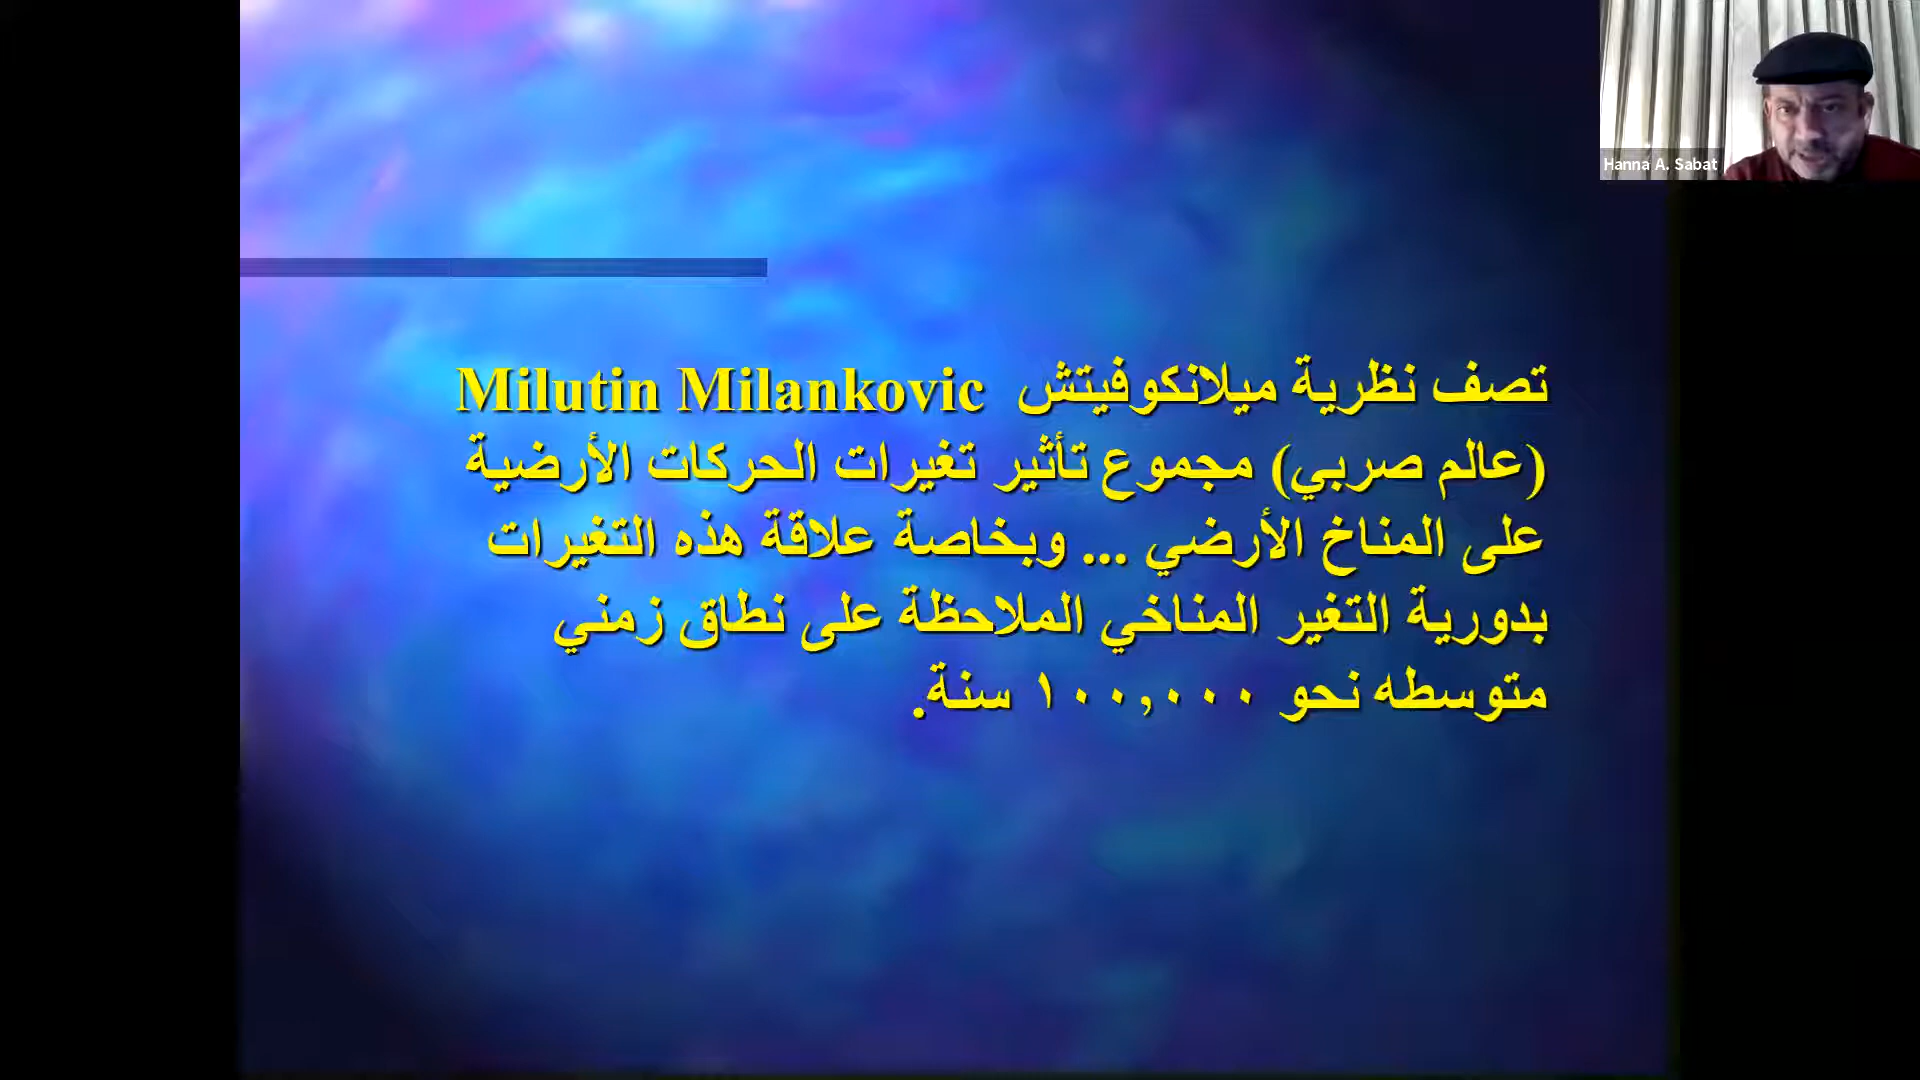 Hanna A. Sabat
تصف نظرية ميلانكوفيتش Milutin Milankovic
(عالم صربي) مجموع تأثير تغيرات الحركات الأرضية
على المناخ الأرضي ... وبخاصة علاقة هذه التغيرات
بدورية التغير المناخي الملاحظة على نطاق زمني
متوسطه نحو ١٠٠,٠٠٠ سنة.